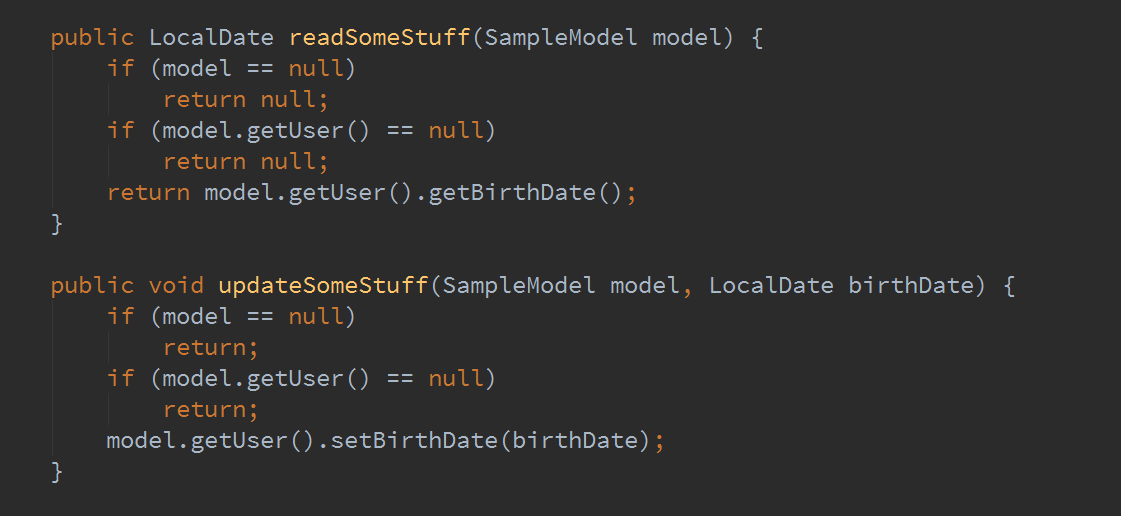 public LocalDate readSomeStuff(SampleModel model) {
    if (model == null)
        return null;
    if (model.getUser() == null)
        return null;
    return model.getUser().getBirthDate();
}

public void updateSomeStuff(SampleModel model, LocalDate birthDate) {
    if (model == null)
        return;
    if (model.getUser() == null)
        return;
    model.getUser().setBirthDate(birthDate);
}